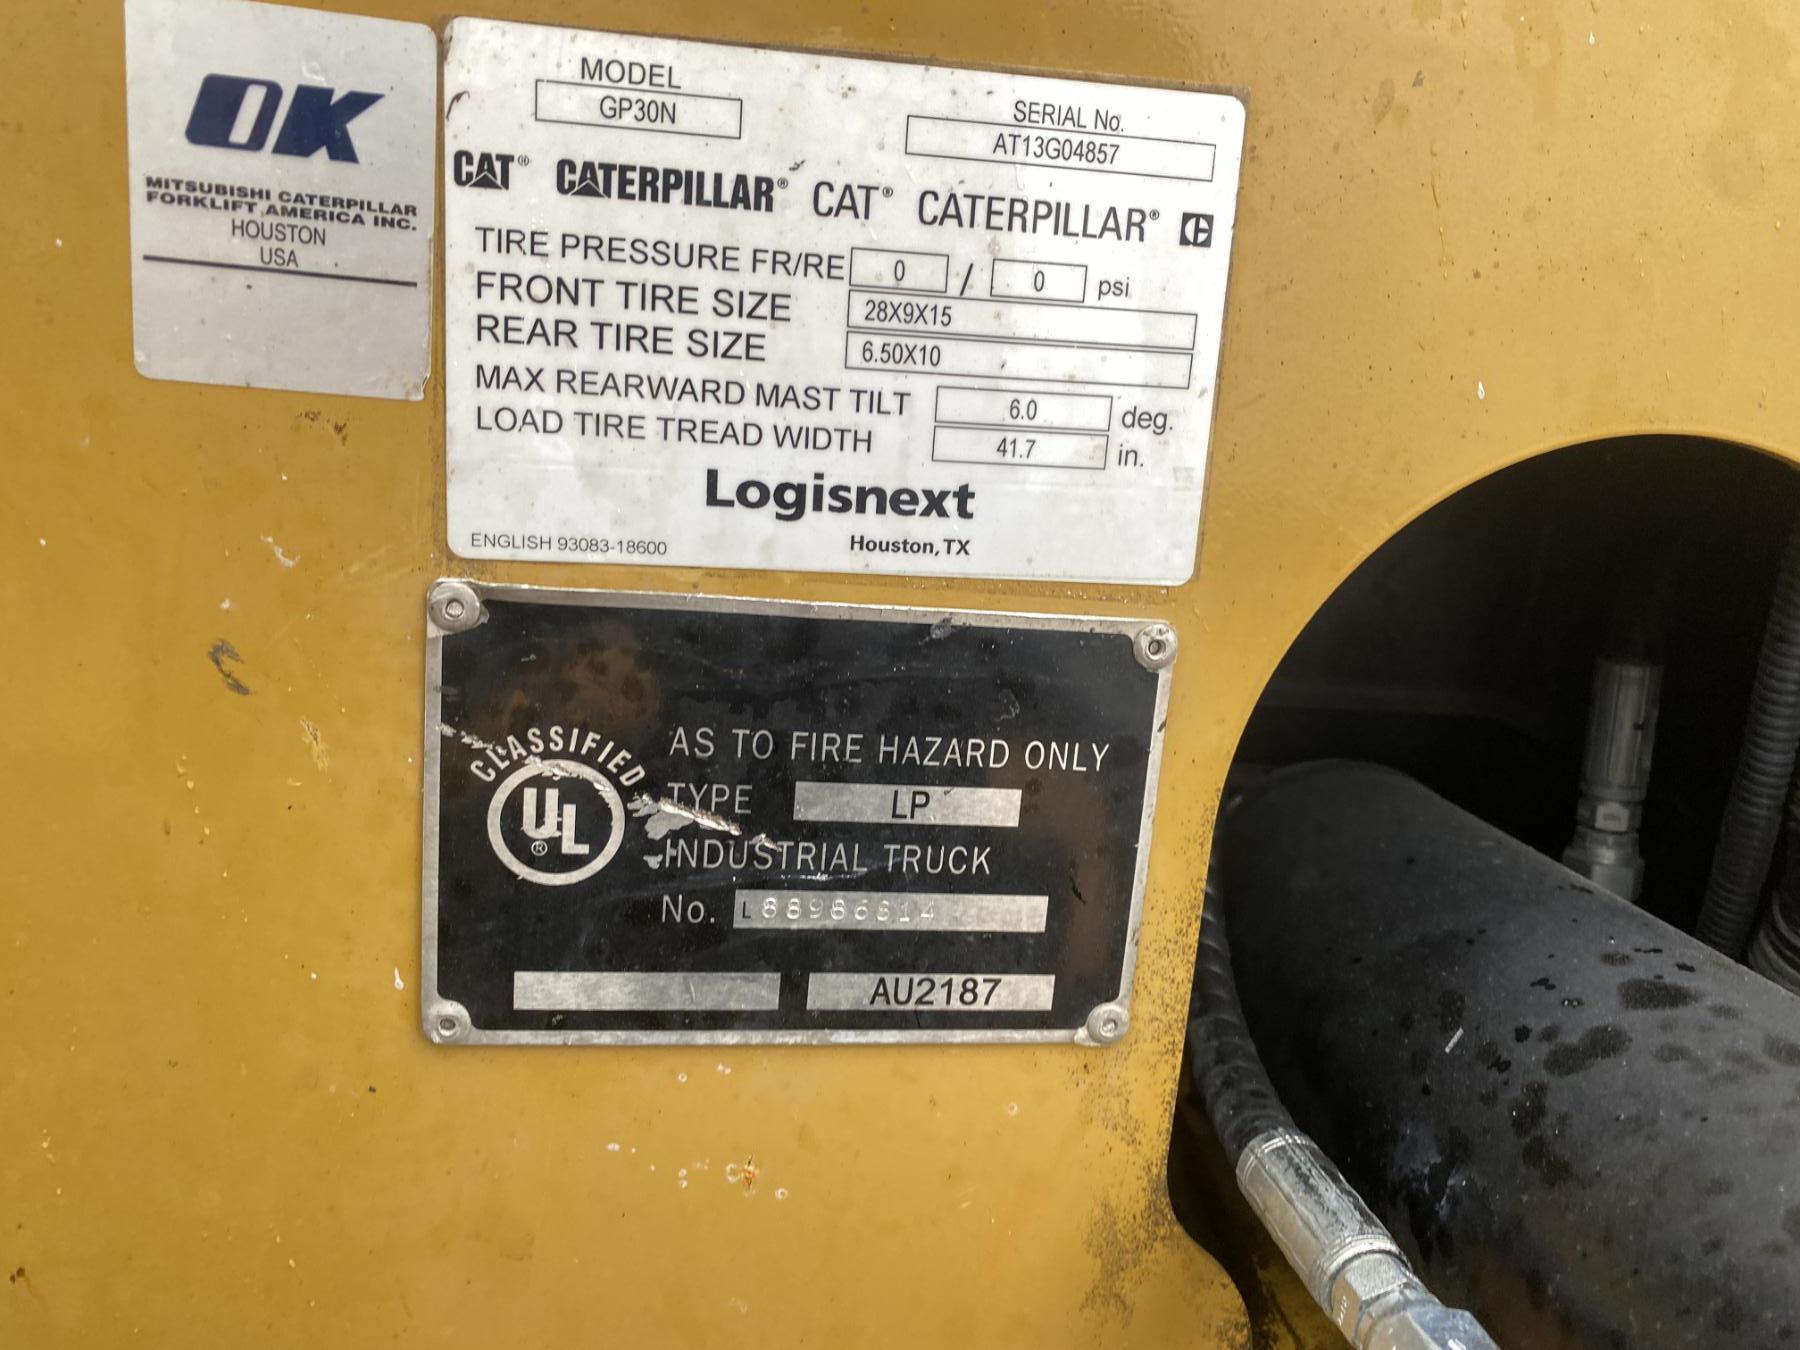 OK
MITSUBISHI CATERPILLAR
FORKLIFT AMERICA INC.
HOUSTON
USA
MODEL
GP30N
SERIAL No.
AT13G04857
CAT® CATERPILLAR® CAT® CATERPILLAR®
TIRE PRESSURE FR/RE 0 / 0 psi
FRONT TIRE SIZE 28X9X15
REAR TIRE SIZE 6.50X10
MAX REARWARD MAST TILT 6.0 deg.
LOAD TIRE TREAD WIDTH 41.7 in.
Logisnext
ENGLISH 93083-18600 Houston, TX
CLASSIFIED
UL®
AS TO FIRE HAZARD ONLY
TYPE LP
INDUSTRIAL TRUCK
No.
AU2187